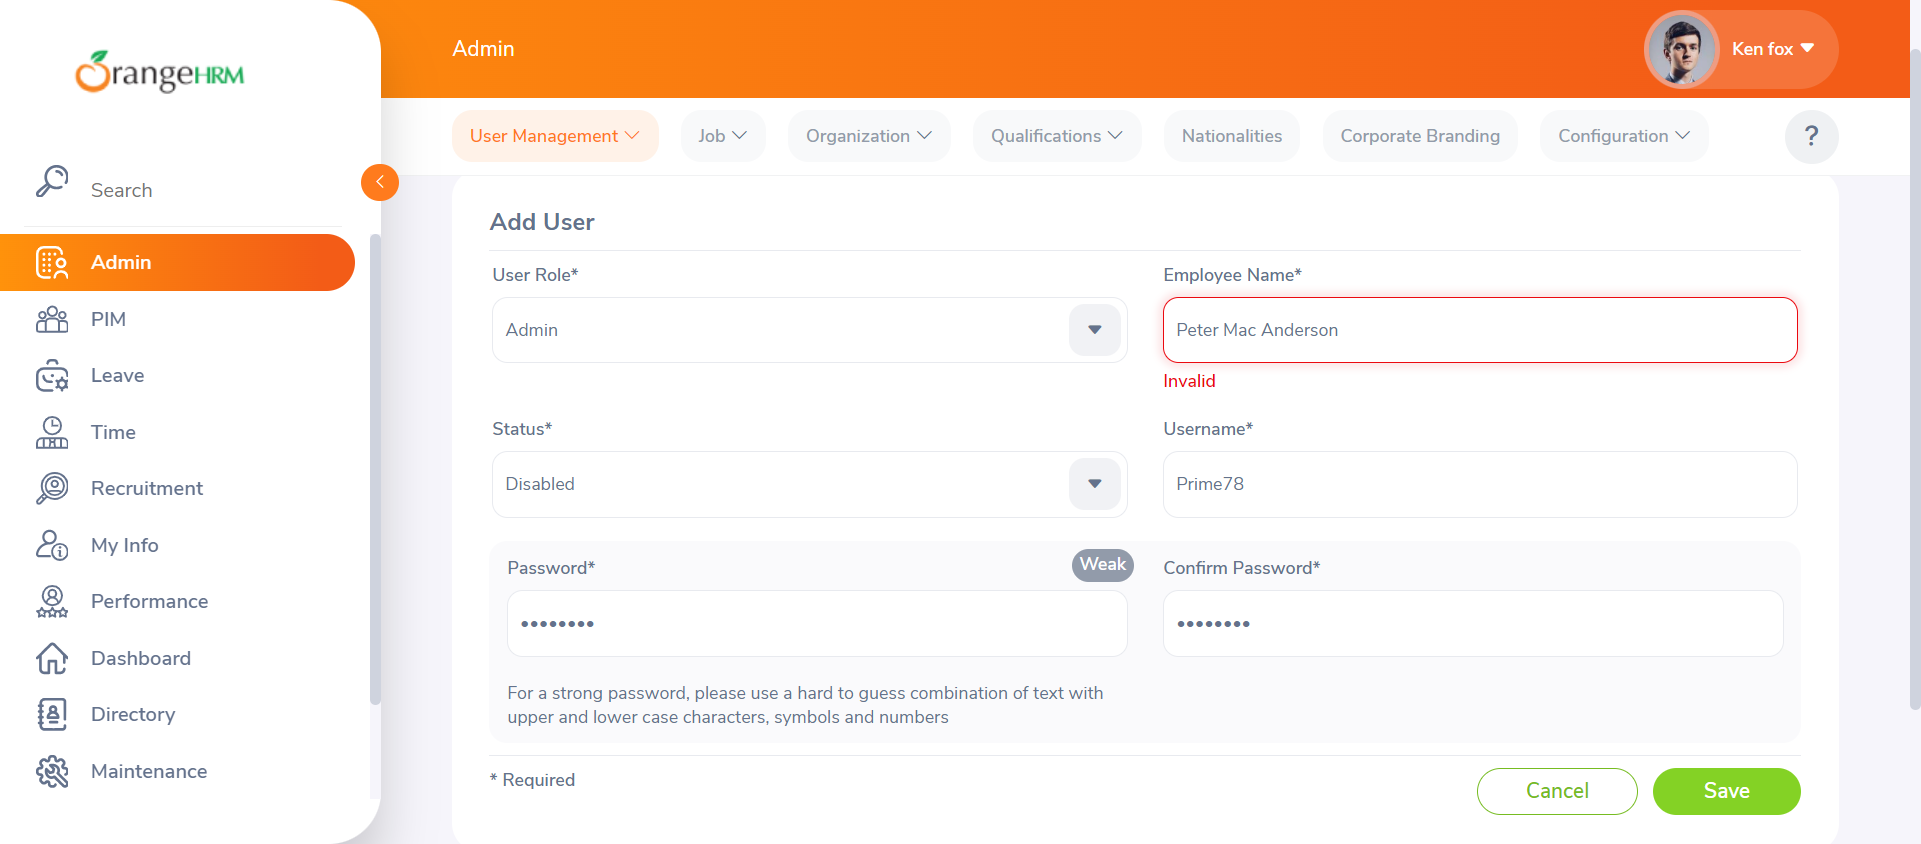 OrangeHRM
Admin
Ken fox
User Management
Job
Organization
Qualifications
Nationalities
Corporate Branding
Configuration
?
Search
Admin
PIM
Leave
Time
Recruitment
My Info
Performance
Dashboard
Directory
Maintenance
Add User
User Role*
Admin
Employee Name*
Peter Mac Anderson
Invalid
Status*
Disabled
Username*
Prime78
Password*
Weak
••••••••
Confirm Password*
••••••••
For a strong password, please use a hard to guess combination of text with
upper and lower case characters, symbols and numbers
* Required
Cancel
Save